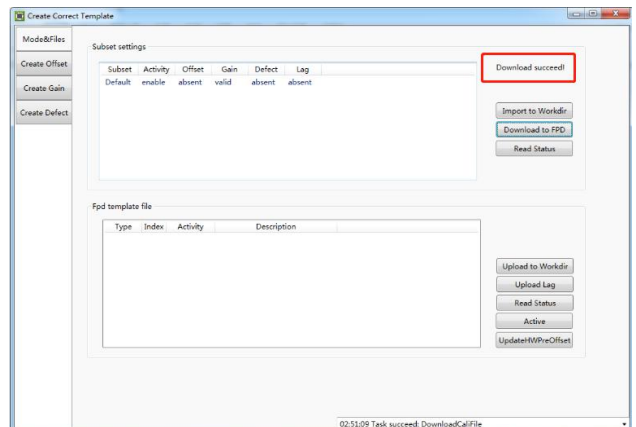 Create Correct Template
Mode&Files
Create Offset
Create Gain
Create Defect
Subset settings
Subset Activity Offset Gain Defect Lag
Default enable absent valid absent absent
Download succeed!
Import to Workdir
Download to FPD
Read Status
Fpd template file
Type Index Activity Description
Upload to Workdir
Upload Lag
Read Status
Active
UpdateHWPreOffset
02:51:09 Task succeed: DownloadCaliFile